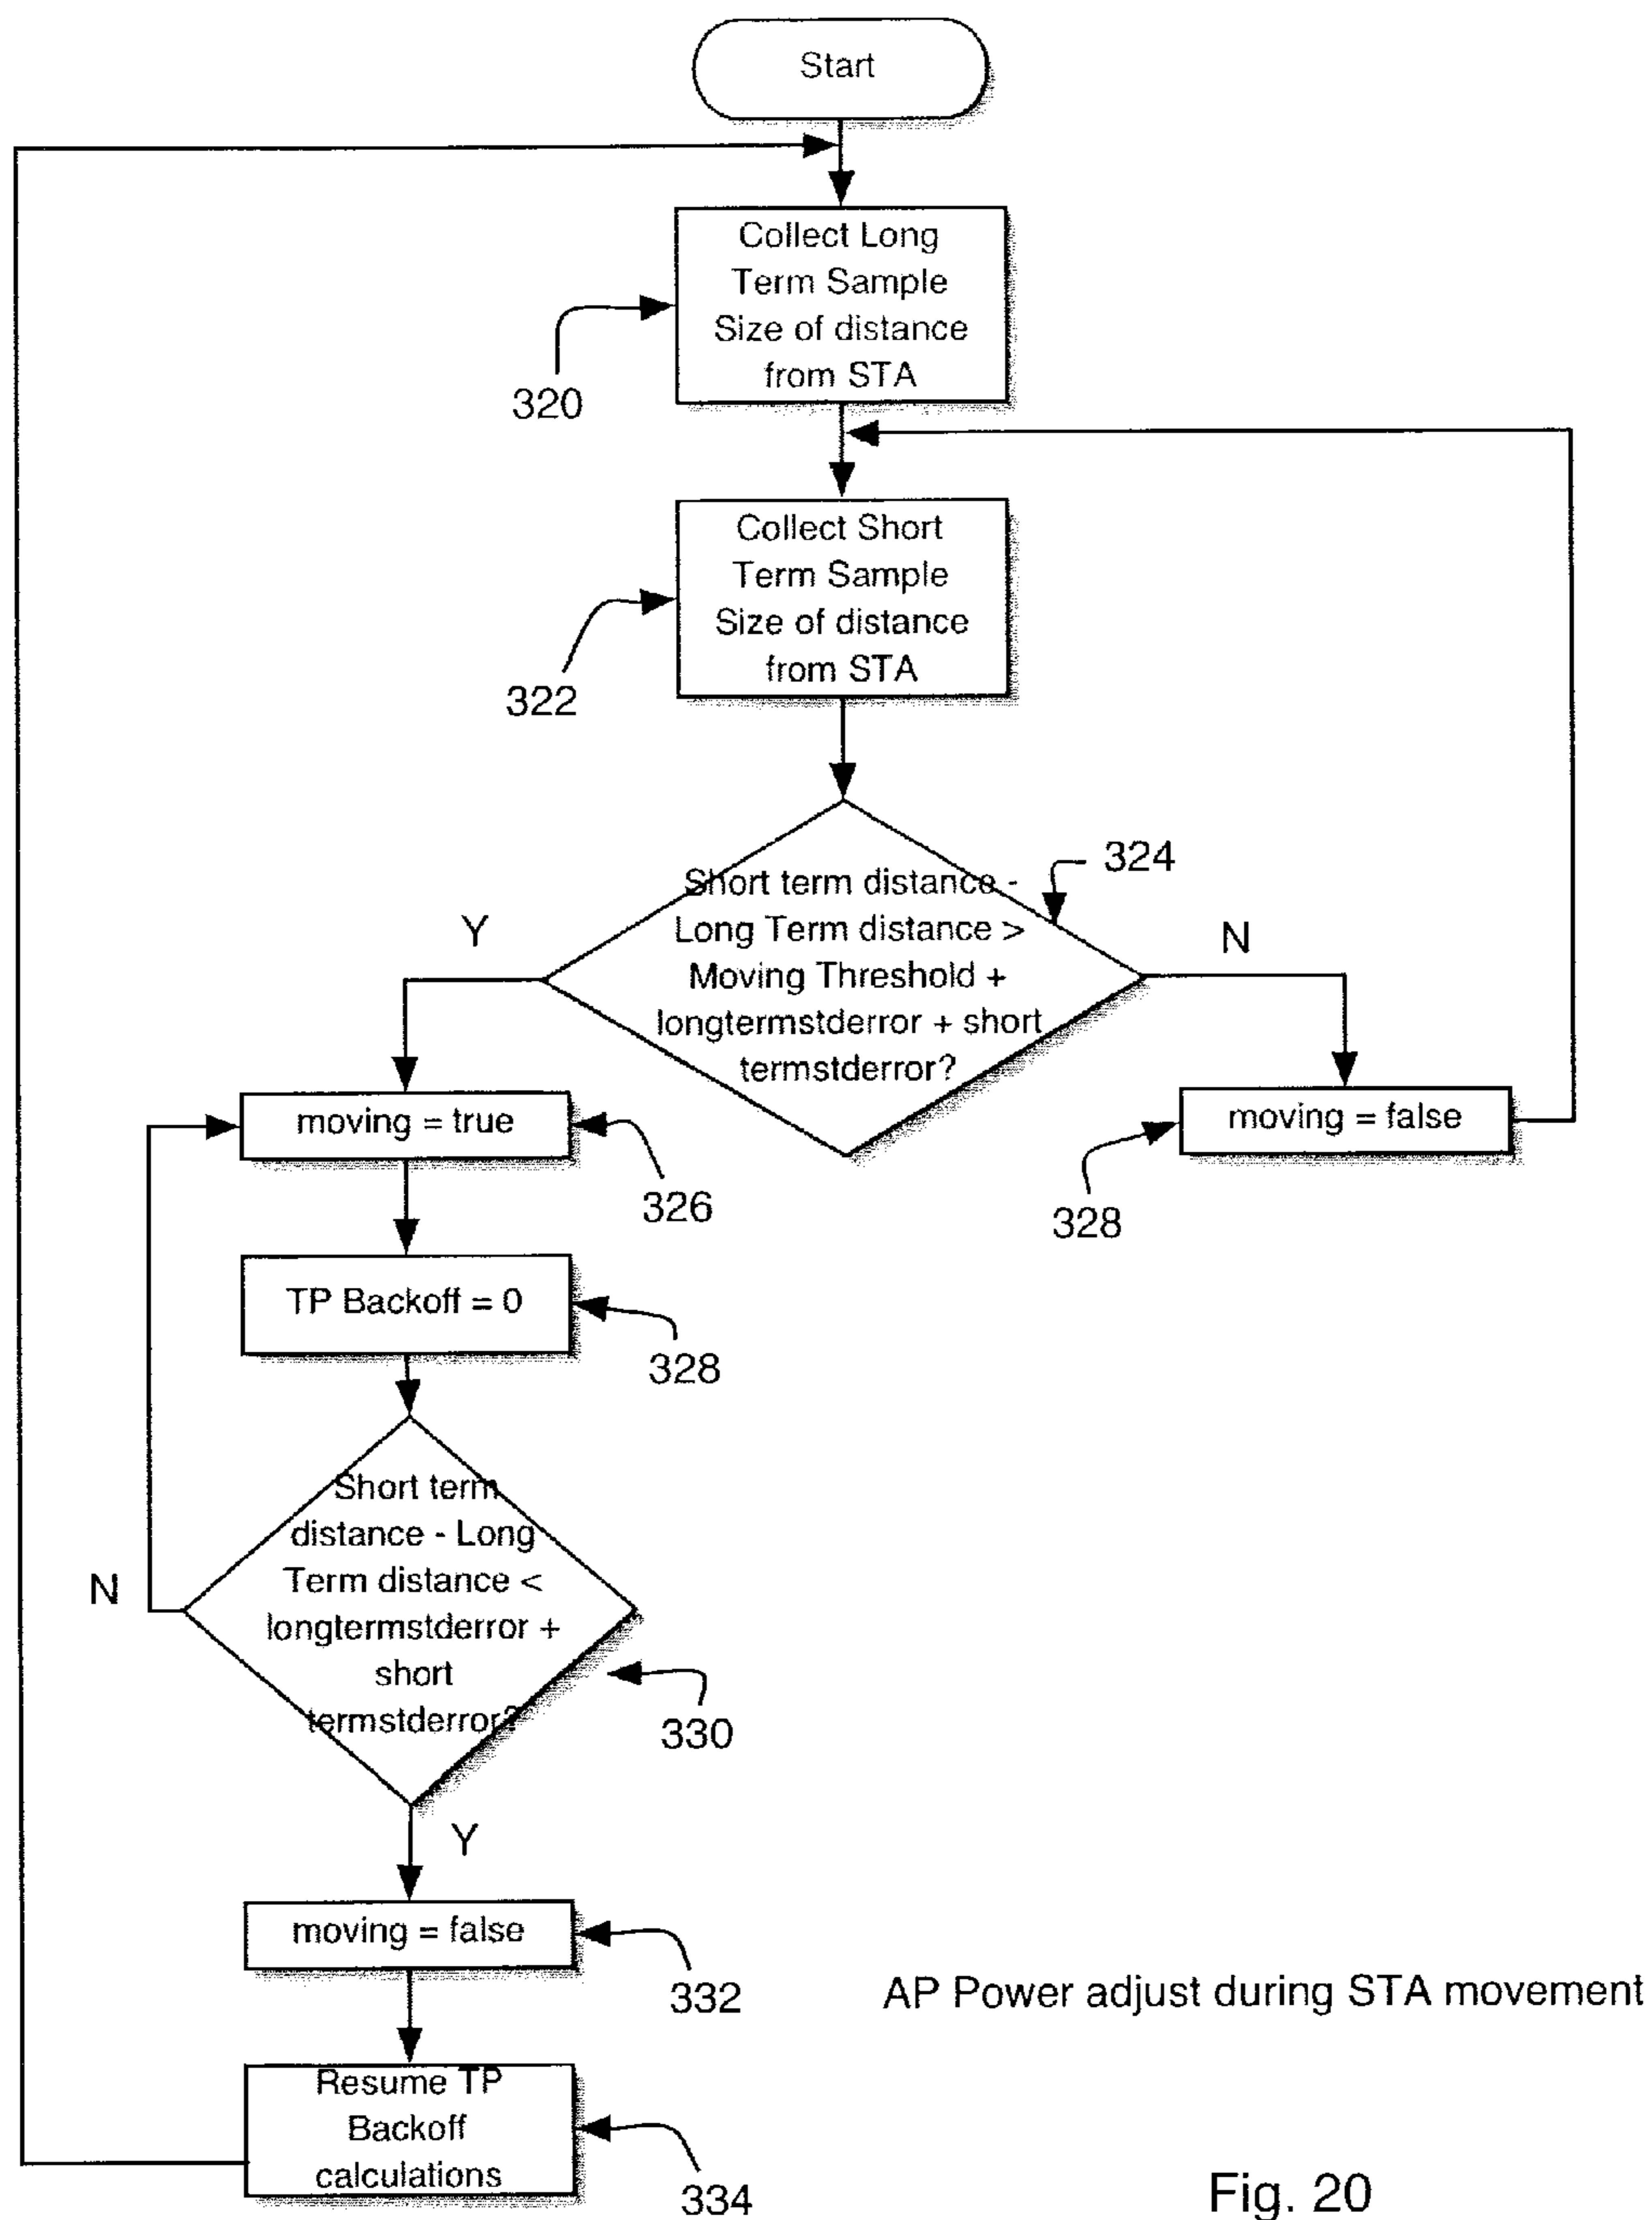 Start
Collect Long
Term Sample
Size of distance
from STA
320
Collect Short
Term Sample
Size of distance
from STA
322
324
Short term distance -
Long Term distance >
Moving Threshold +
longtermstderror + short
termstderror?
Y
N
moving = true
326
moving = false
328
TP Backoff = 0
328
Short term
distance - Long
Term distance <
longtermstderror +
short
termstderror?
N
330
Y
moving = false
332
AP Power adjust during STA movement
Resume TP
Backoff
calculations
334
Fig. 20